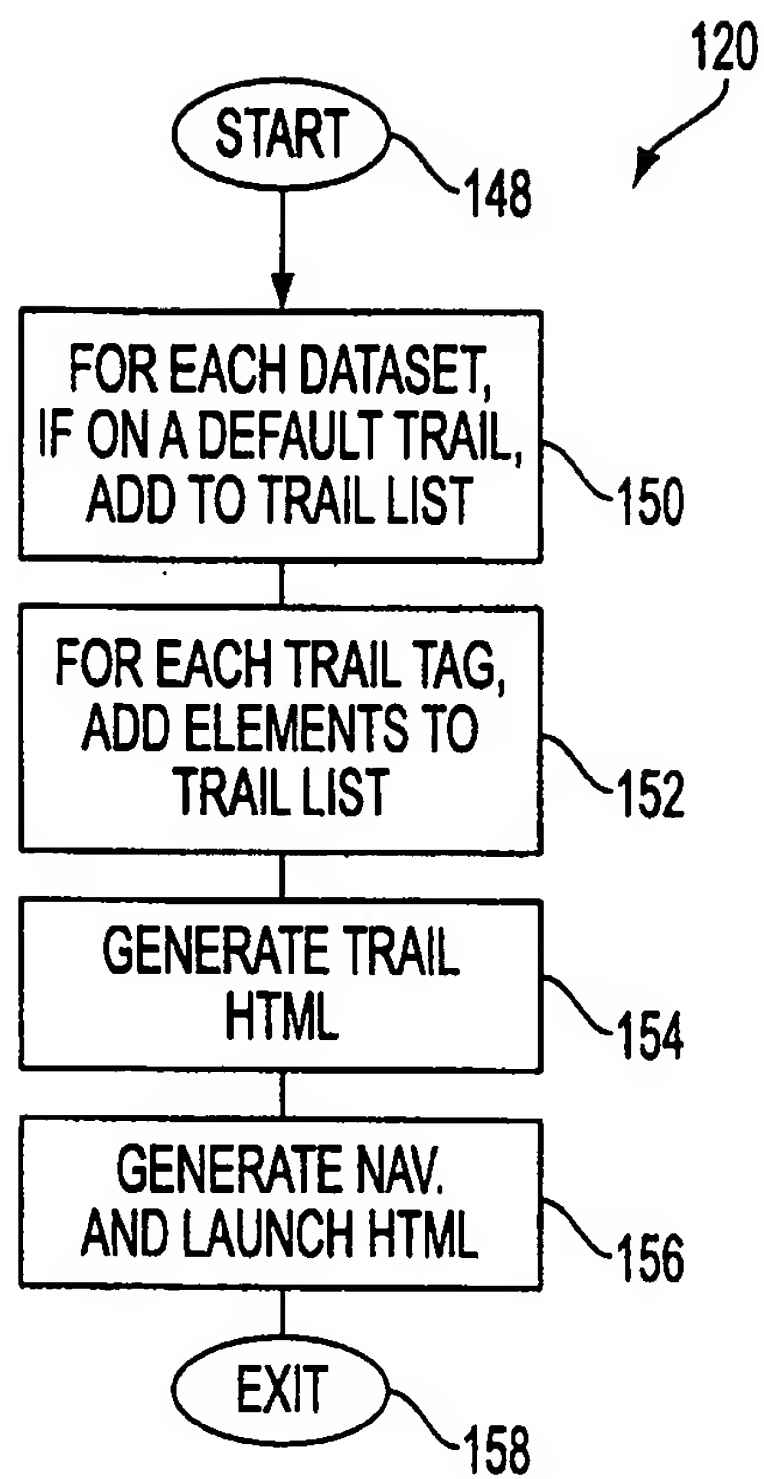 120
START
148
FOR EACH DATASET,
IF ON A DEFAULT TRAIL,
ADD TO TRAIL LIST
150
FOR EACH TRAIL TAG,
ADD ELEMENTS TO
TRAIL LIST
152
GENERATE TRAIL
HTML
154
GENERATE NAV.
AND LAUNCH HTML
156
EXIT
158